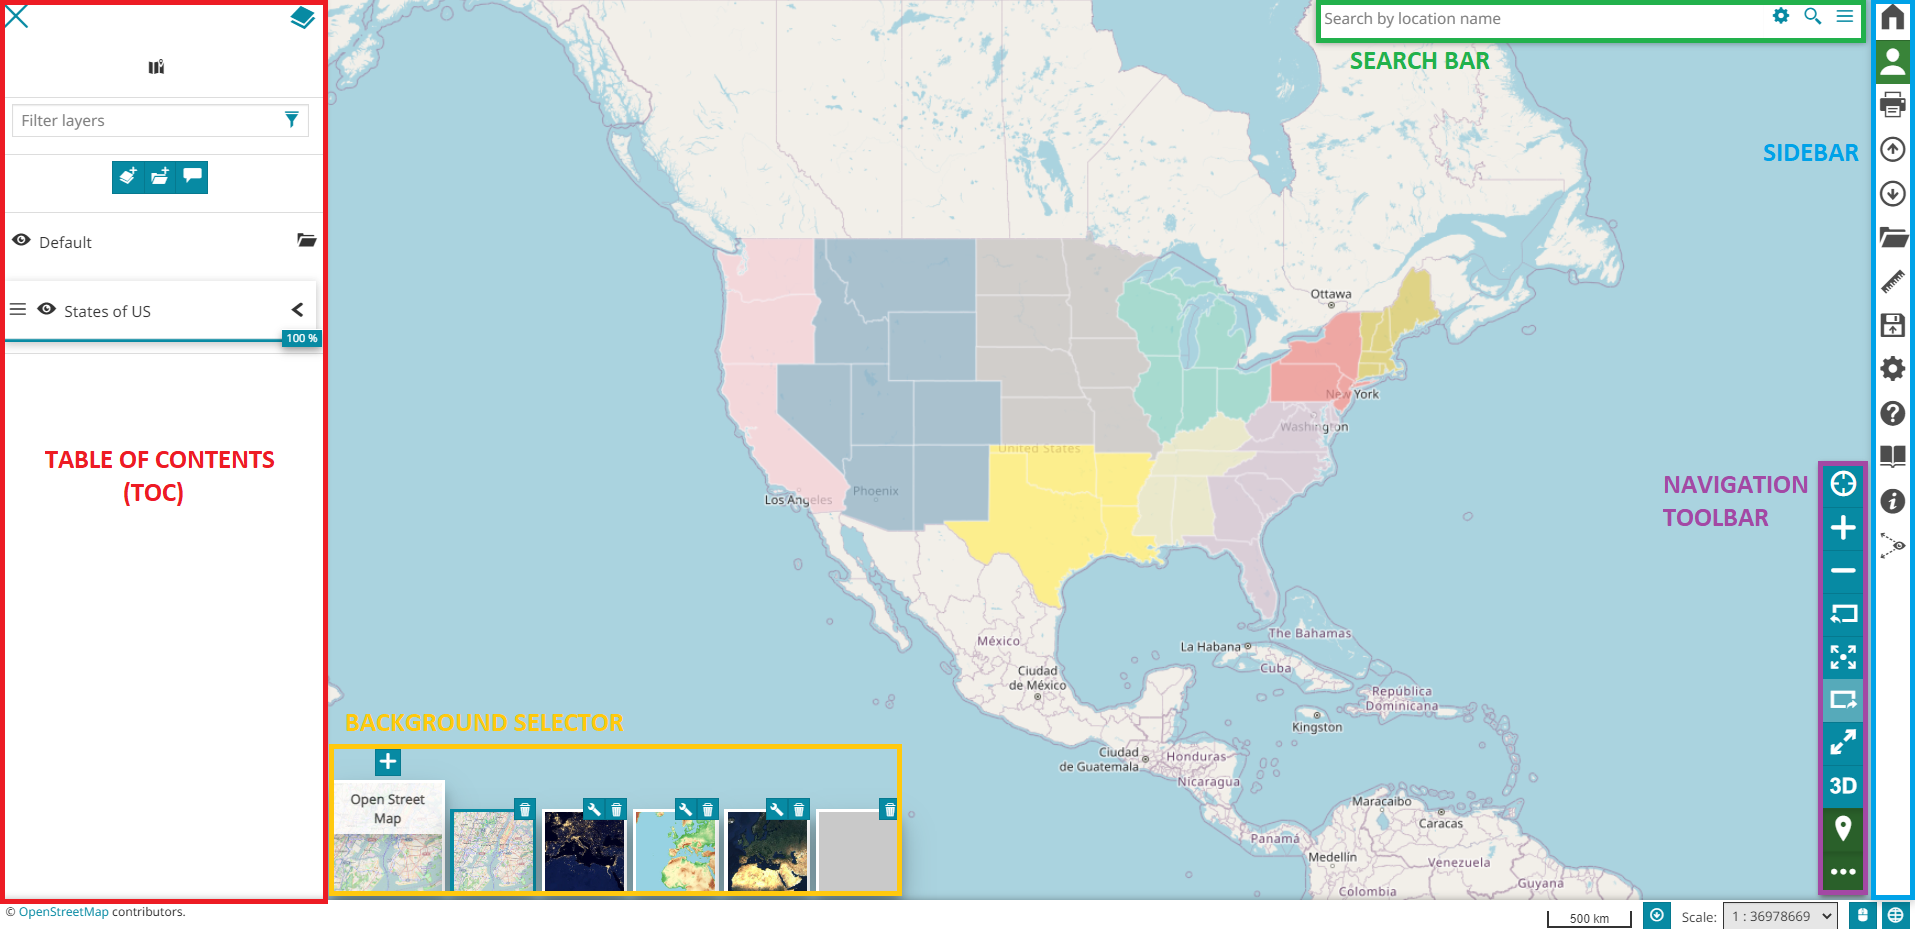 Search by location name
SEARCH BAR
Filter layers
SIDEBAR
Default
States of US
100 %
TABLE OF CONTENTS
(TOC)
Ottawa
New York
Washington
United States
Los Angeles
Phoenix
NAVIGATION
TOOLBAR
México
Ciudad
de México
La Habana
The Bahamas
Cuba
República
Dominicana
Kingston
Ciudad
de Guatemala
Honduras
Nicaragua
Maracaibo
Caracas
Panamá
Medellín
Venezuela
Colombia
Guyana
3D
BACKGROUND SELECTOR
Open Street
Map
© OpenStreetMap contributors.
500 km
Scale:
1 : 36978669